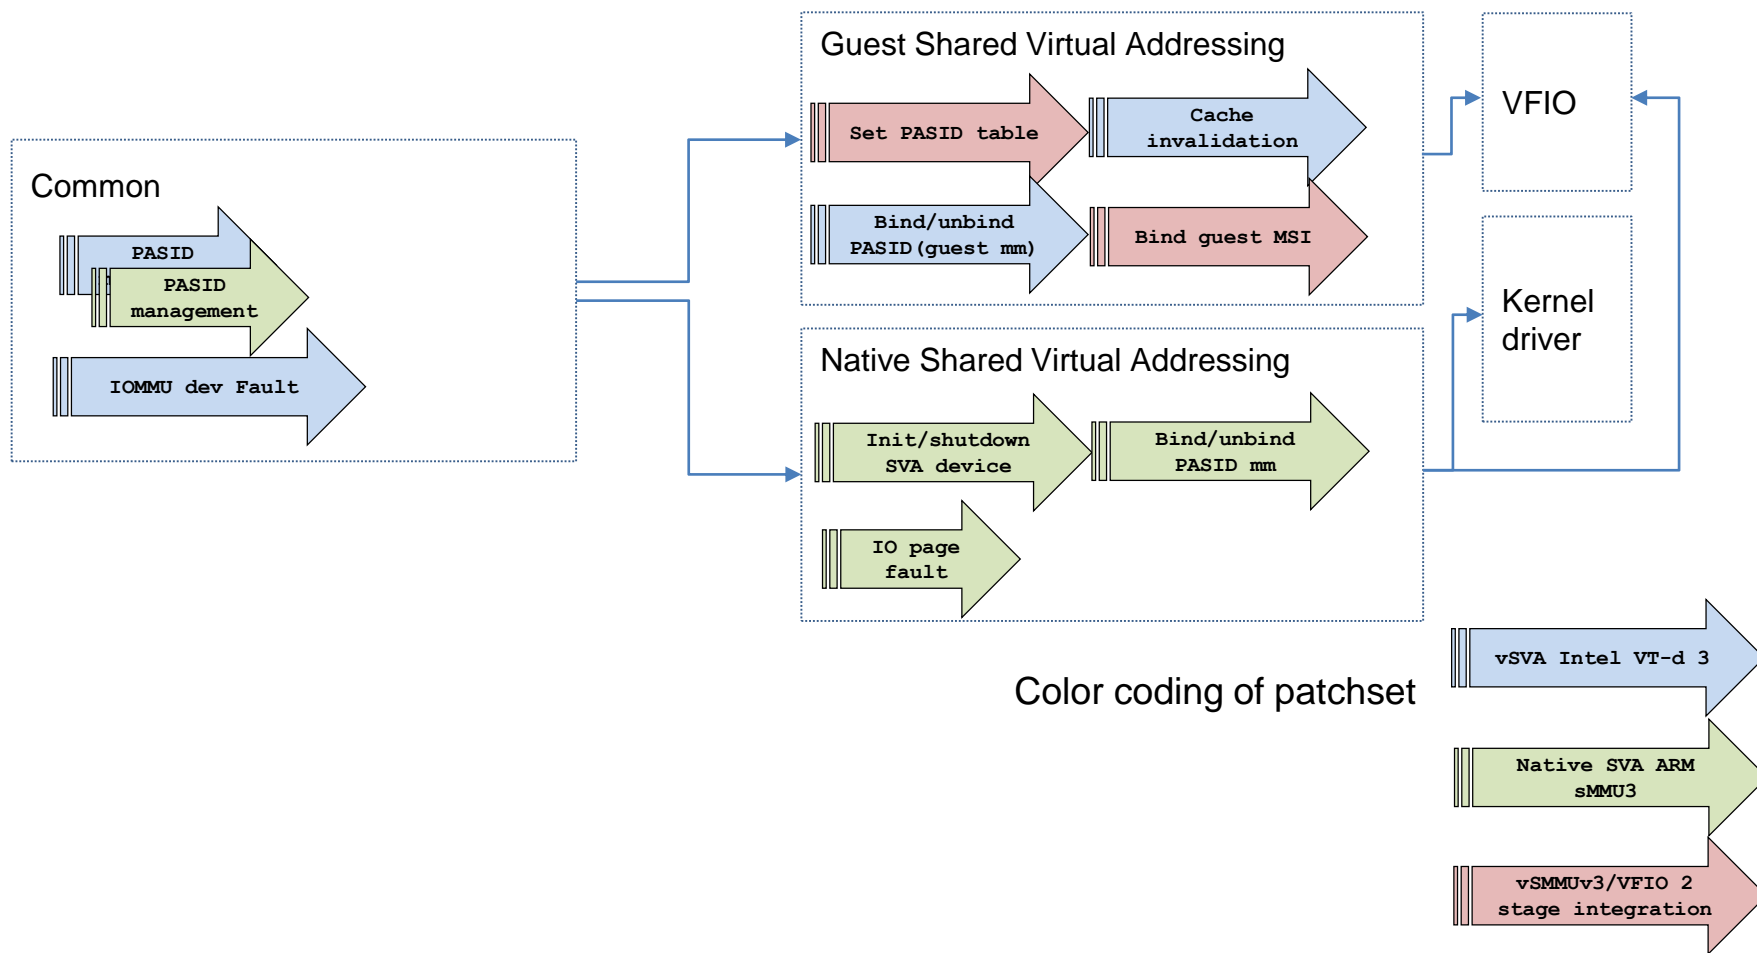 Guest Shared Virtual Addressing
Set PASID table
Cache
invalidation
Bind/unbind
PASID(guest mm)
Bind guest MSI
VFIO
Common
PASID
PASID
management
IOMMU dev Fault
Kernel
driver
Native Shared Virtual Addressing
Init/shutdown
SVA device
Bind/unbind
PASID mm
IO page
fault
Color coding of patchset
vSVA Intel VT-d 3
Native SVA ARM
sMMU3
vSMMUv3/VFIO 2
stage integration